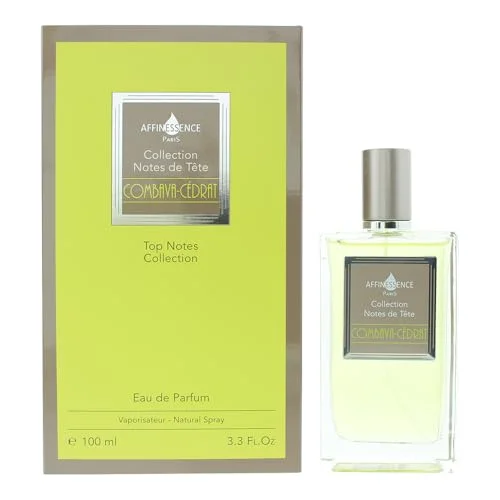 AFFINESSENCE
PARIS
Collection
Notes de Tête
COMBAVA-CÉDRAT
Top Notes
Collection
Eau de Parfum
Vaporisateur - Natural Spray
e 100 ml 3.3 Fl.Oz
AFFINESSENCE
PARIS
Collection
Notes de Tête
COMBAVA-CÉDRAT